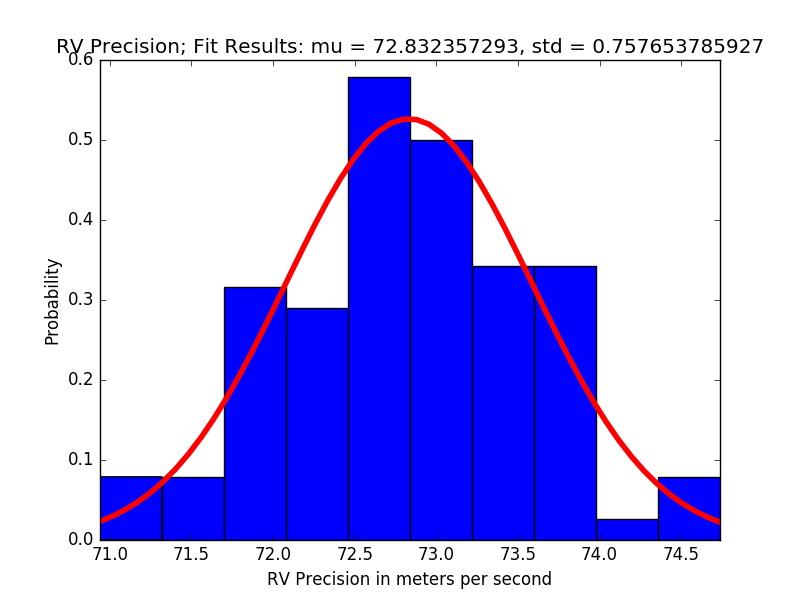 RV Precision; Fit Results: mu = 72.832357293, std = 0.757653785927
0.6
0.5
0.4
0.3
0.2
0.1
0.0
Probability
71.0 71.5 72.0 72.5 73.0 73.5 74.0 74.5
RV Precision in meters per second